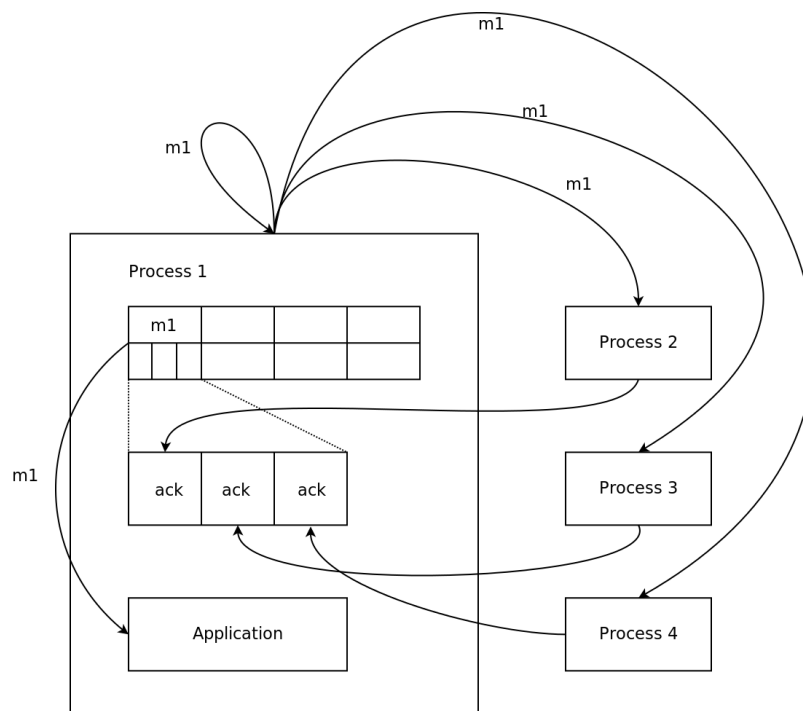 m1
m1
m1
m1
Process 1
m1
Process 2
m1
ack
ack
ack
Process 3
Application
Process 4